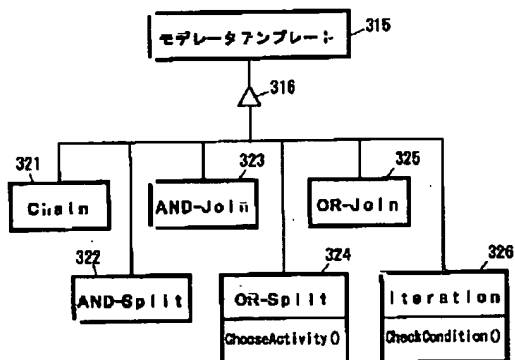 モデレータテンプレート
315
316
321
323
325
Chain
AND-Join
OR-Join
322
324
326
AND-Split
OR-Split
Iteration
ChooseActivity()
CheckCondition()